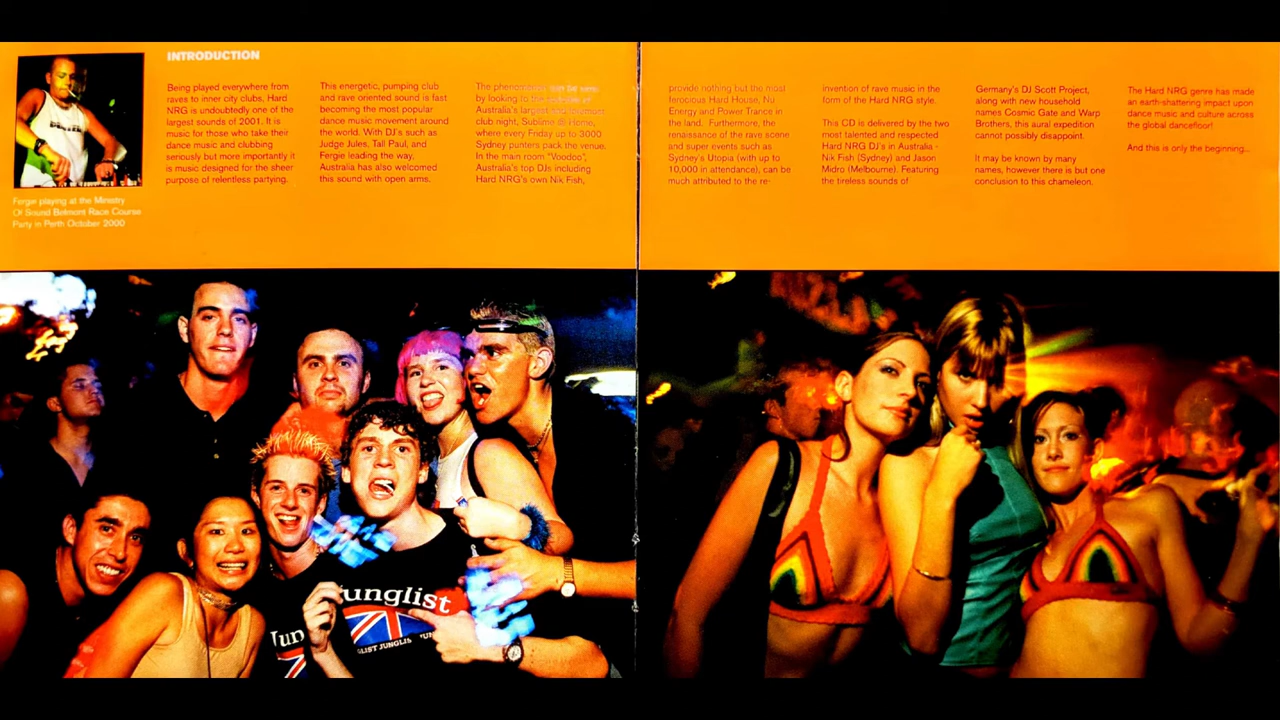 INTRODUCTION
Being played everywhere from
raves to inner city clubs, Hard
NRG is undoubtedly one of the
largest sounds of 2001. It is
music for those who take their
dance music and clubbing
seriously but more importantly it
is music designed for the sheer
purpose of relentless partying.
This energetic, pumping club
and rave oriented sound is fast
becoming the most popular
dance music movement around
the world. With DJ's such as
Judge Jules, Tall Paul, and
Fergie leading the way,
Australia has also welcomed
this sound with open arms.
The phenomenon can be seen
by looking to the
Australia's largest
club night, Sublime @ Home,
where every Friday up to 3000
Sydney punters pack the venue.
In the main room "Voodoo",
Australia's top DJs including
Hard NRG's own Nik Fish,
provide nothing but the most
ferocious Hard House, Nu
Energy and Power Trance in
the land. Furthermore, the
renaissance of the rave scene
and super events such as
Sydney's Utopia (with up to
10,000 in attendance), can be
much attributed to the re-
invention of rave music in the
form of the Hard NRG style.
This CD is delivered by the two
most talented and respected
Hard NRG DJ's in Australia -
Nik Fish (Sydney) and Jason
Midro (Melbourne). Featuring
the tireless sounds of
Germany's DJ Scott Project,
along with new household
names Cosmic Gate and Warp
Brothers, this aural expedition
cannot possibly disappoint.
It may be known by many
names, however there is but one
conclusion to this chameleon.
The Hard NRG genre has made
an earth-shattering impact upon
dance music and culture across
the global dancefloor!
And this is only the beginning...
Fergie playing at the Ministry
Of Sound Belmont Race Course
Party in Perth October 2000
Junglist
GLIST JUNGLIS JUN
Jun